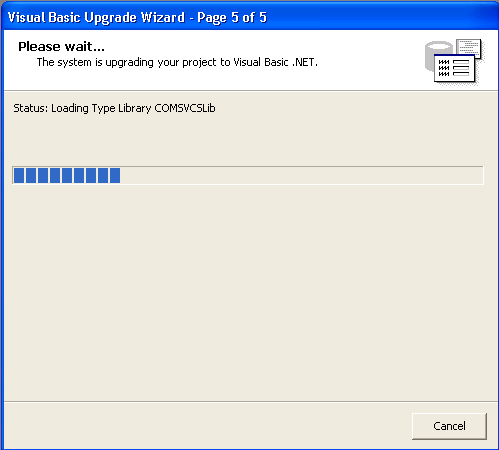 Visual Basic Upgrade Wizard - Page 5 of 5
Please wait...
The system is upgrading your project to Visual Basic .NET.
Status: Loading Type Library COMSVCSLib
Cancel